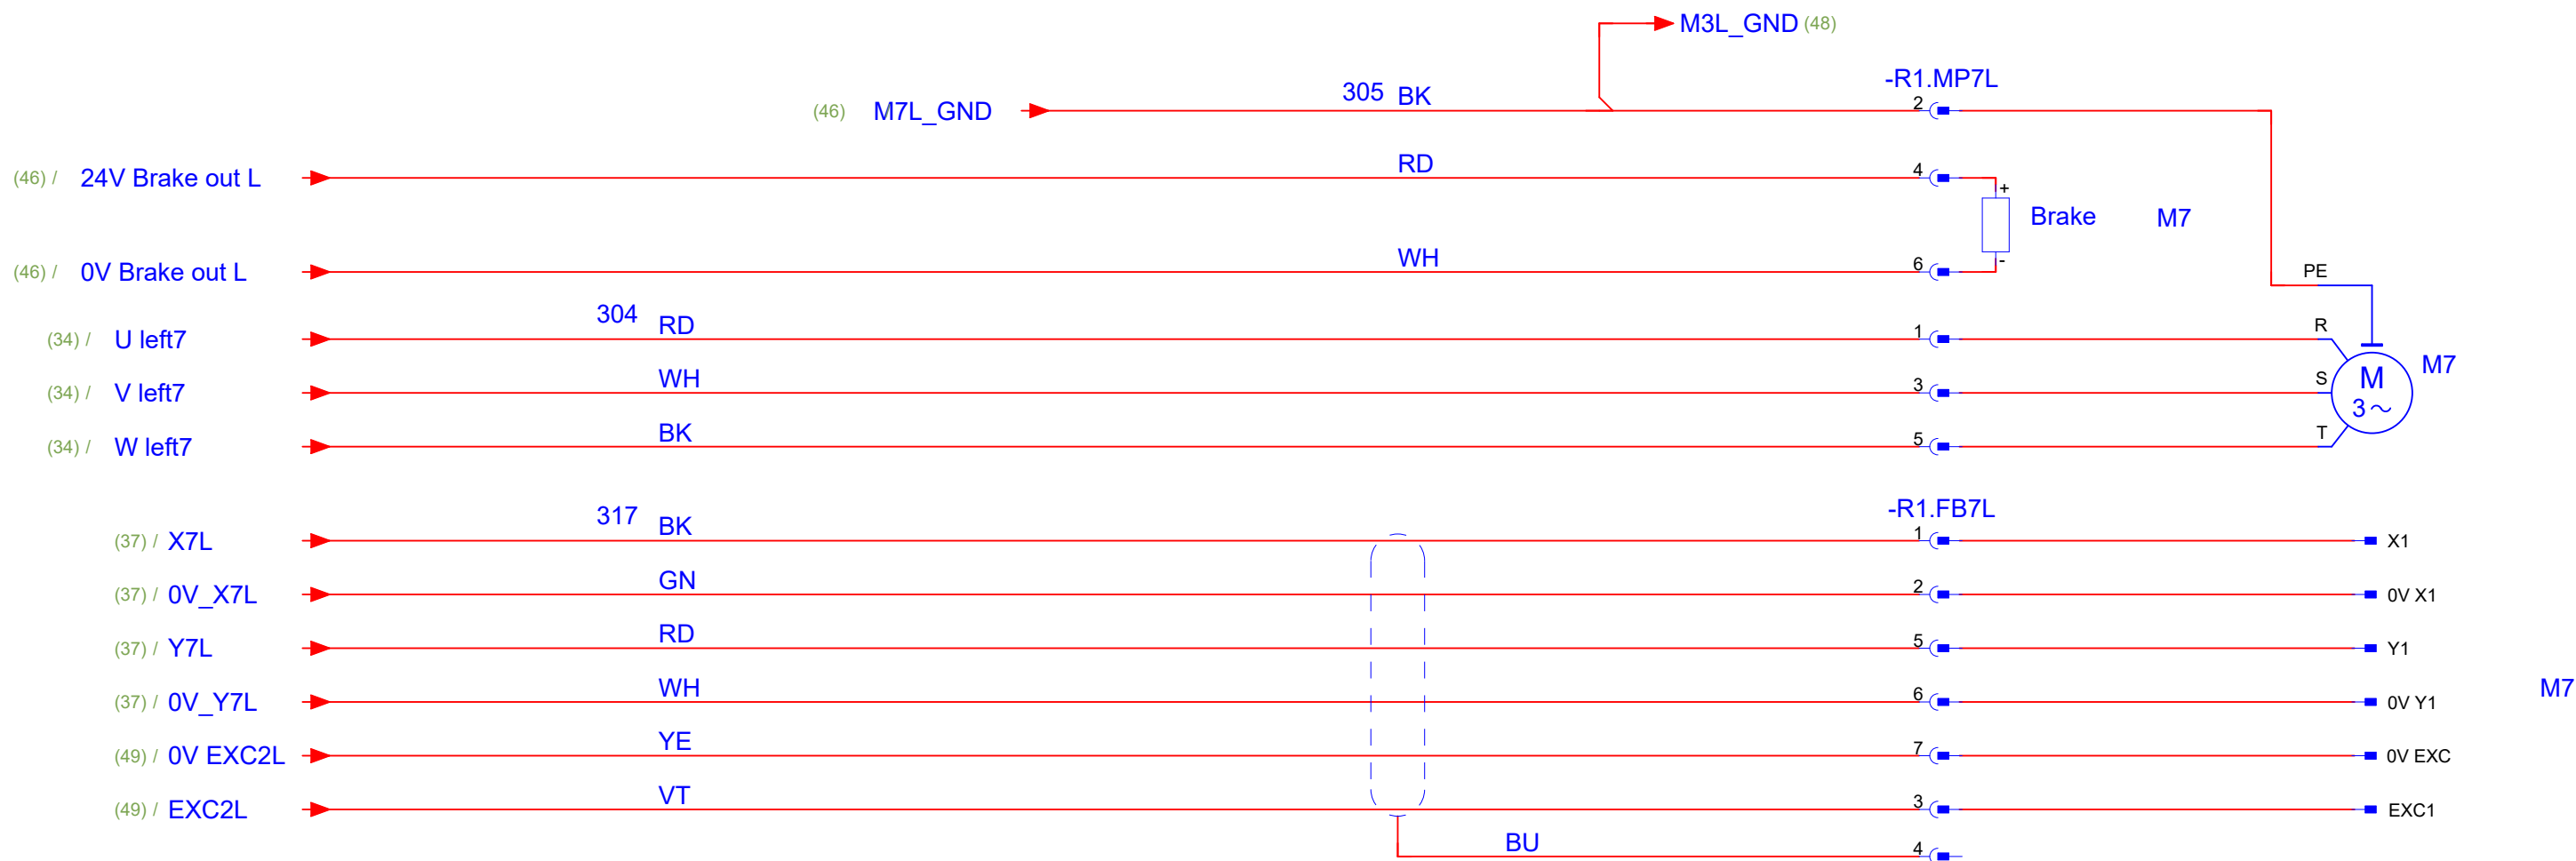 M3L_GND (48)
-R1.MP7L
(46) M7L_GND 305 BK 2
(46) / 24V Brake out L RD 4
+
Brake M7
-
(46) / 0V Brake out L WH 6
PE
(34) / U left7 304 RD 1 R
M7
(34) / V left7 WH 3 S M 3~
(34) / W left7 BK 5 T
-R1.FB7L
(37) / X7L 317 BK 1 X1
(37) / 0V_X7L GN 2 0V X1
(37) / Y7L RD 5 Y1
(37) / 0V_Y7L WH 6 0V Y1
M7
(49) / 0V EXC2L YE 7 0V EXC
(49) / EXC2L VT 3 EXC1
BU 4